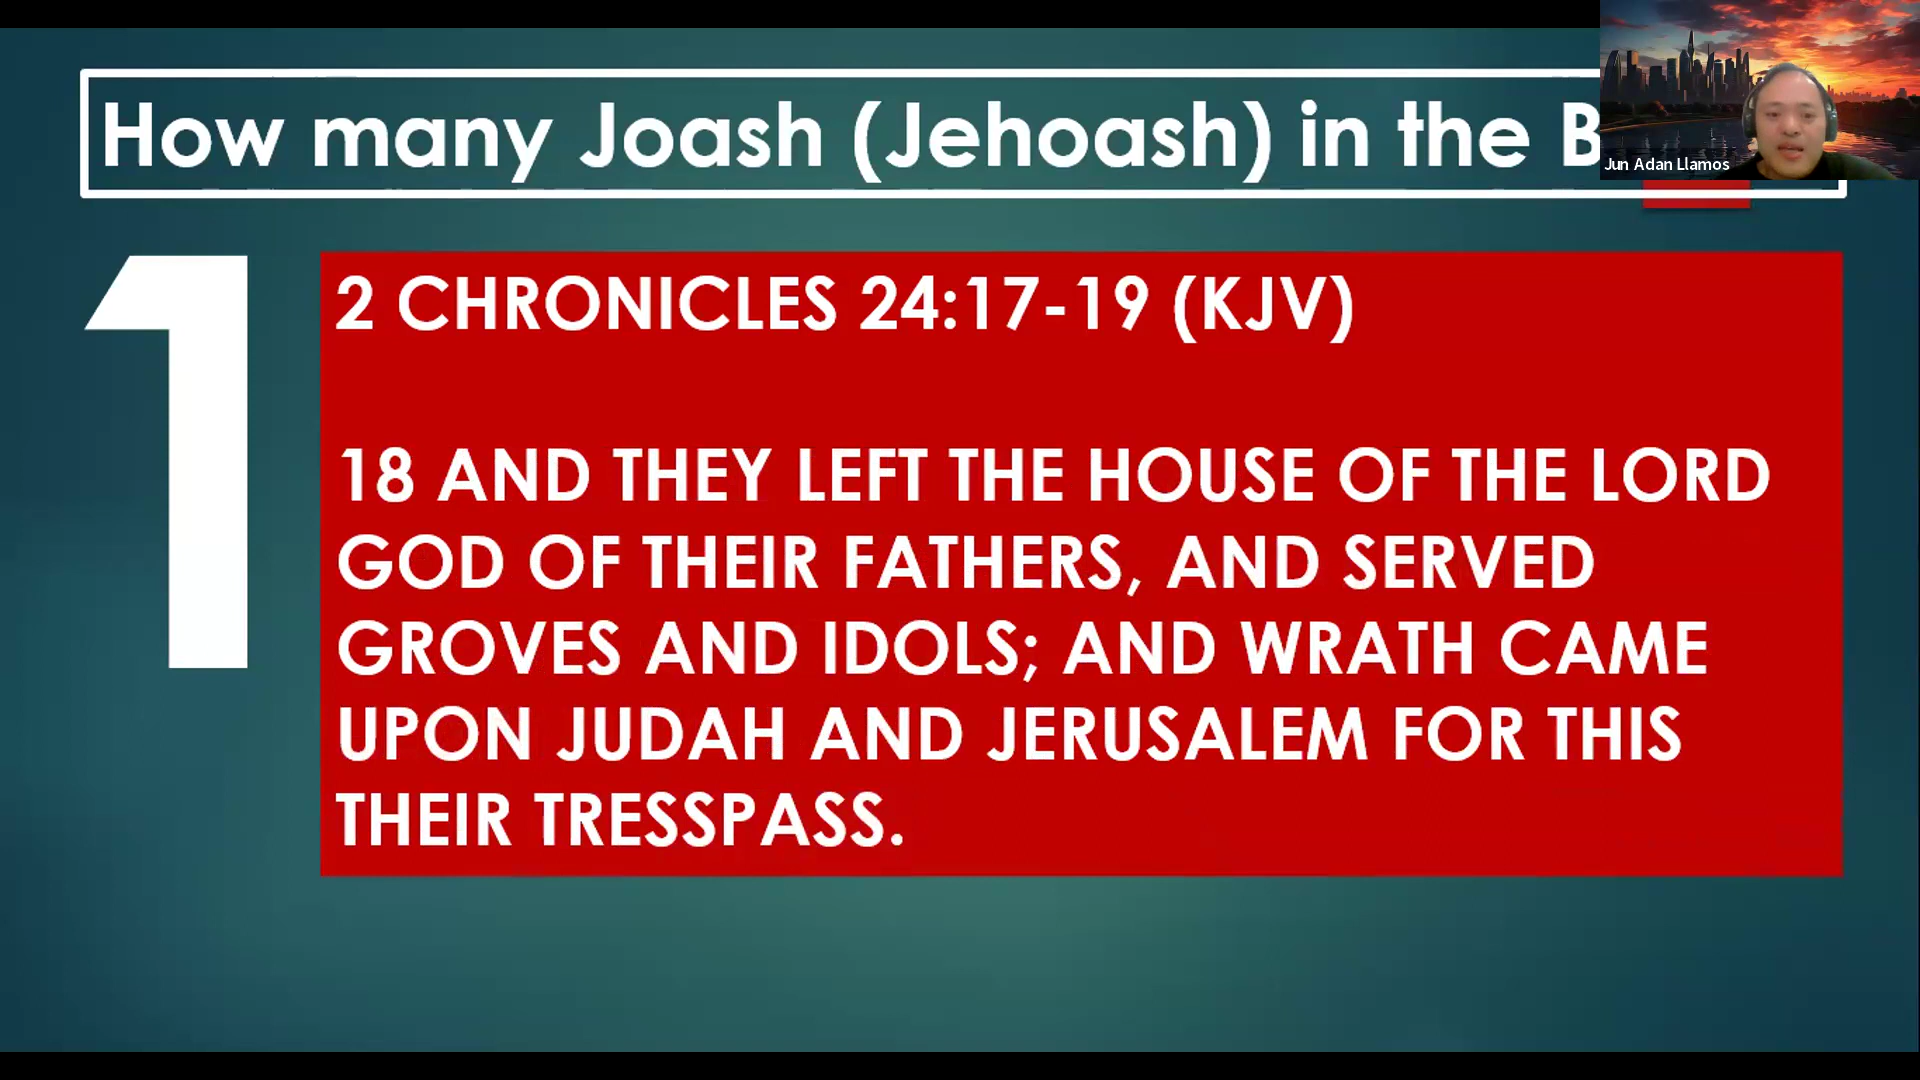 How many Joash (Jehoash) in the B
Jun Adan Llamos
1
2 CHRONICLES 24:17-19 (KJV)
18 AND THEY LEFT THE HOUSE OF THE LORD
GOD OF THEIR FATHERS, AND SERVED
GROVES AND IDOLS; AND WRATH CAME
UPON JUDAH AND JERUSALEM FOR THIS
THEIR TRESSPASS.